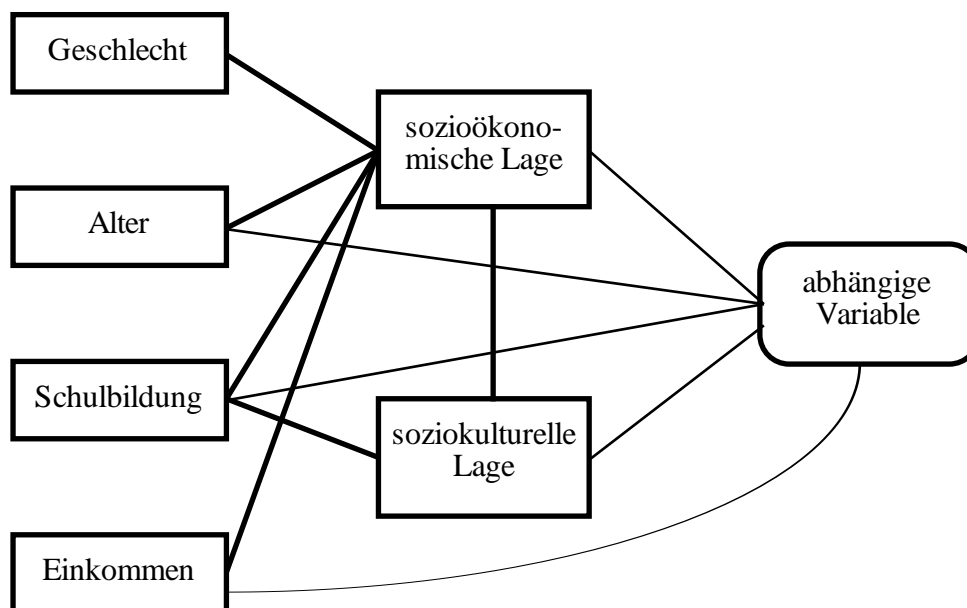 Geschlecht
sozioökono-
mische Lage
Alter
abhängige
Variable
Schulbildung
soziokulturelle
Lage
Einkommen